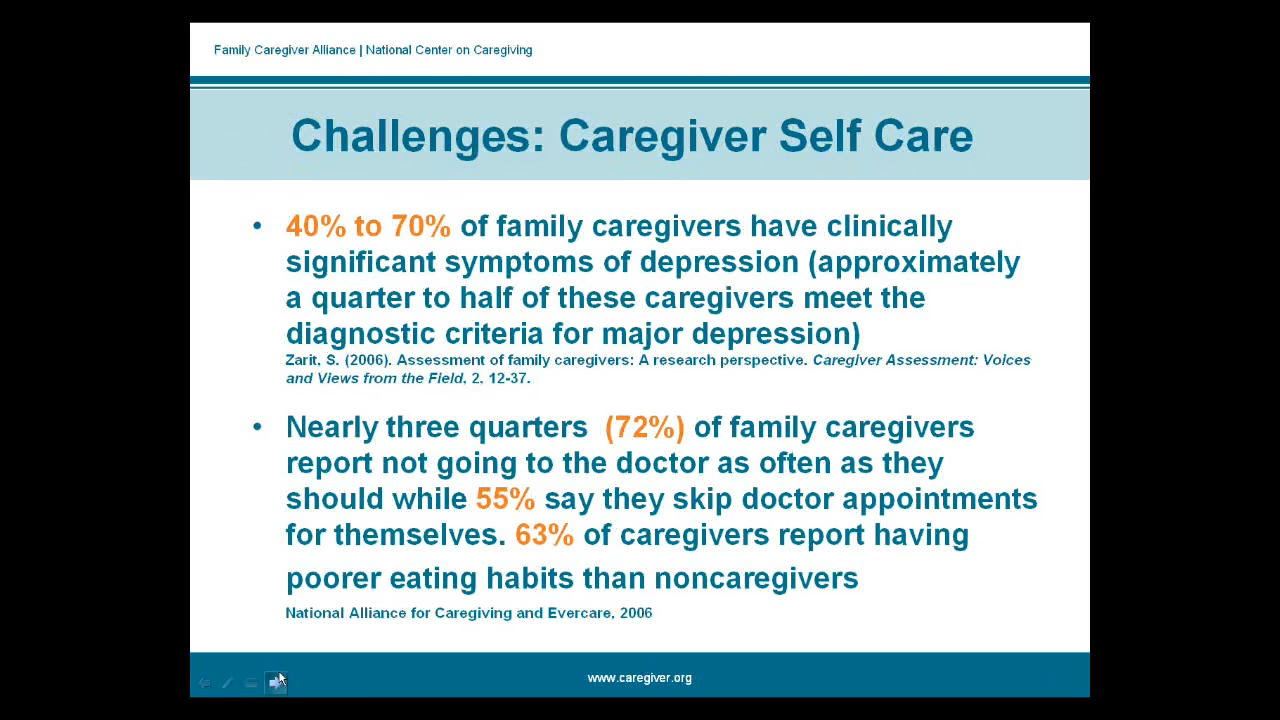 Family Caregiver Alliance | National Center on Caregiving
Challenges: Caregiver Self Care
• 40% to 70% of family caregivers have clinically
significant symptoms of depression (approximately
a quarter to half of these caregivers meet the
diagnostic criteria for major depression)
Zarit, S. (2006). Assessment of family caregivers: A research perspective. Caregiver Assessment: Voices
and Views from the Field, 2, 12-37.
• Nearly three quarters (72%) of family caregivers
report not going to the doctor as often as they
should while 55% say they skip doctor appointments
for themselves. 63% of caregivers report having
poorer eating habits than noncaregivers
National Alliance for Caregiving and Evercare, 2006
www.caregiver.org